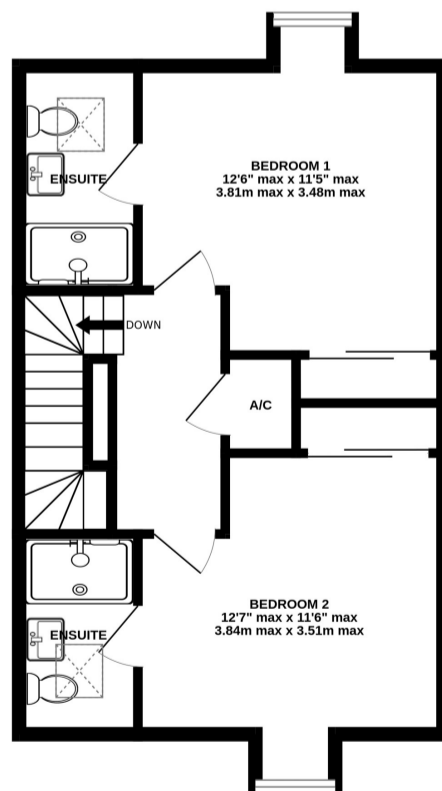 BEDROOM 1
12'6" max x 11'5" max
3.81m max x 3.48m max
ENSUITE
DOWN
A/C
BEDROOM 2
12'7" max x 11'6" max
3.84m max x 3.51m max
ENSUITE